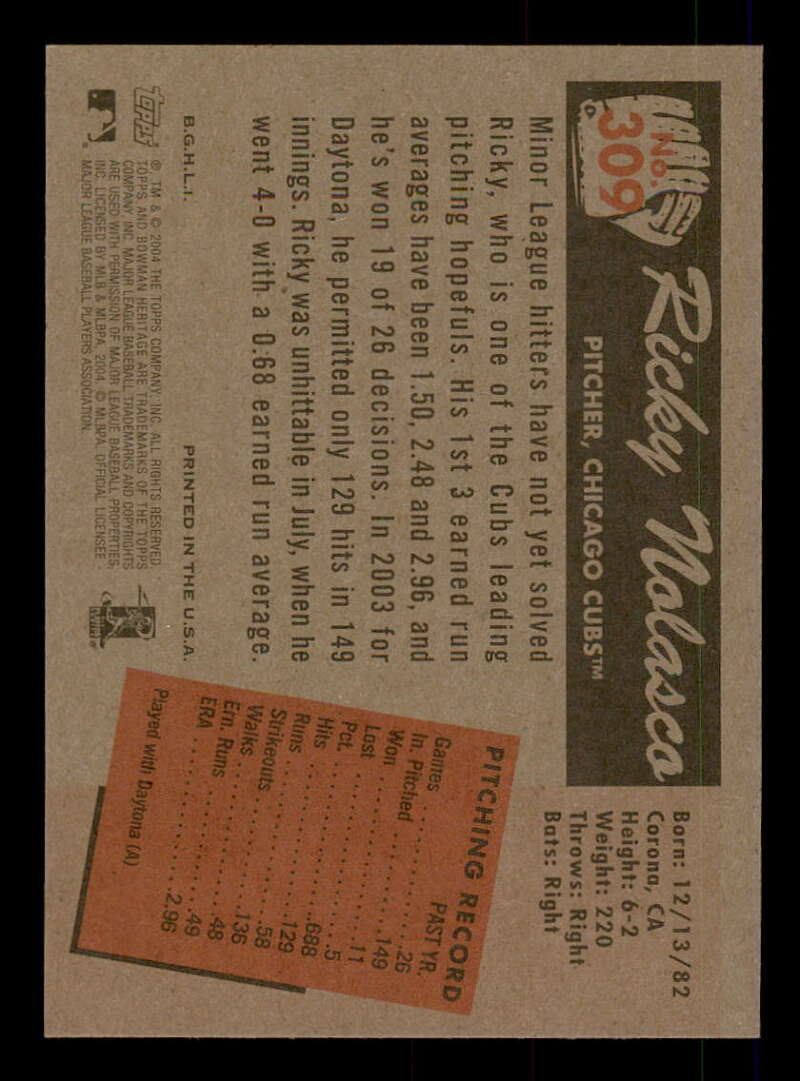 No.
309
Ricky Nolasco
PITCHER, CHICAGO CUBS™
Born: 12/13/82
Corona, CA
Height: 6-2
Weight: 220
Throws: Right
Bats: Right
Minor League hitters have not yet solved
Ricky, who is one of the Cubs leading
pitching hopefuls. His 1st 3 earned run
averages have been 1.50, 2.48 and 2.96, and
he's won 19 of 26 decisions. In 2003 for
Daytona, he permitted only 129 hits in 149
innings. Ricky was unhittable in July, when he
went 4-0 with a 0.68 earned run average.
PITCHING RECORD
PAST YR.
Games ..........26
In. Pitched ..........149
Won ..........11
Lost ..........5
Pct. ..........688
Hits ..........129
Runs ..........58
Strikeouts ..........136
Walks ..........48
Ern. Runs ..........49
ERA ..........2.96
Played with Daytona (A)
B.G.H.L.I. PRINTED IN THE U.S.A.
Topps
® TM & © 2004 THE TOPPS COMPANY, INC. ALL RIGHTS RESERVED.
TOPPS AND BOWMAN HERITAGE ARE TRADEMARKS OF THE TOPPS
COMPANY, INC. MAJOR LEAGUE BASEBALL TRADEMARKS AND COPYRIGHTS
ARE USED WITH PERMISSION OF MAJOR LEAGUE BASEBALL PROPERTIES,
INC. LICENSED BY MLB & MLBPA, 2004. © MLBPA. OFFICIAL LICENSEE -
MAJOR LEAGUE BASEBALL PLAYERS ASSOCIATION.